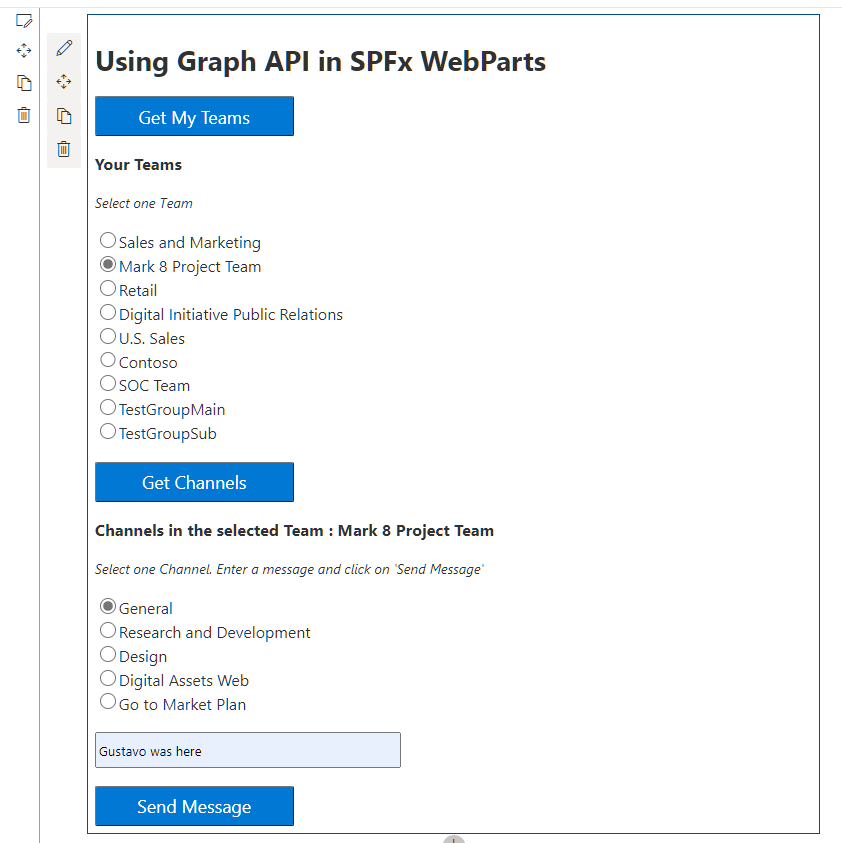 Using Graph API in SPFx WebParts
Get My Teams
Your Teams
Select one Team
Sales and Marketing
Mark 8 Project Team
Retail
Digital Initiative Public Relations
U.S. Sales
Contoso
SOC Team
TestGroupMain
TestGroupSub
Get Channels
Channels in the selected Team : Mark 8 Project Team
Select one Channel. Enter a message and click on 'Send Message'
General
Research and Development
Design
Digital Assets Web
Go to Market Plan
Gustavo was here
Send Message